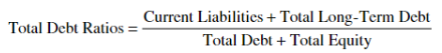 Total Debt Ratios = Current Liabilities + Total Long-Term Debt
Total Debt + Total Equity